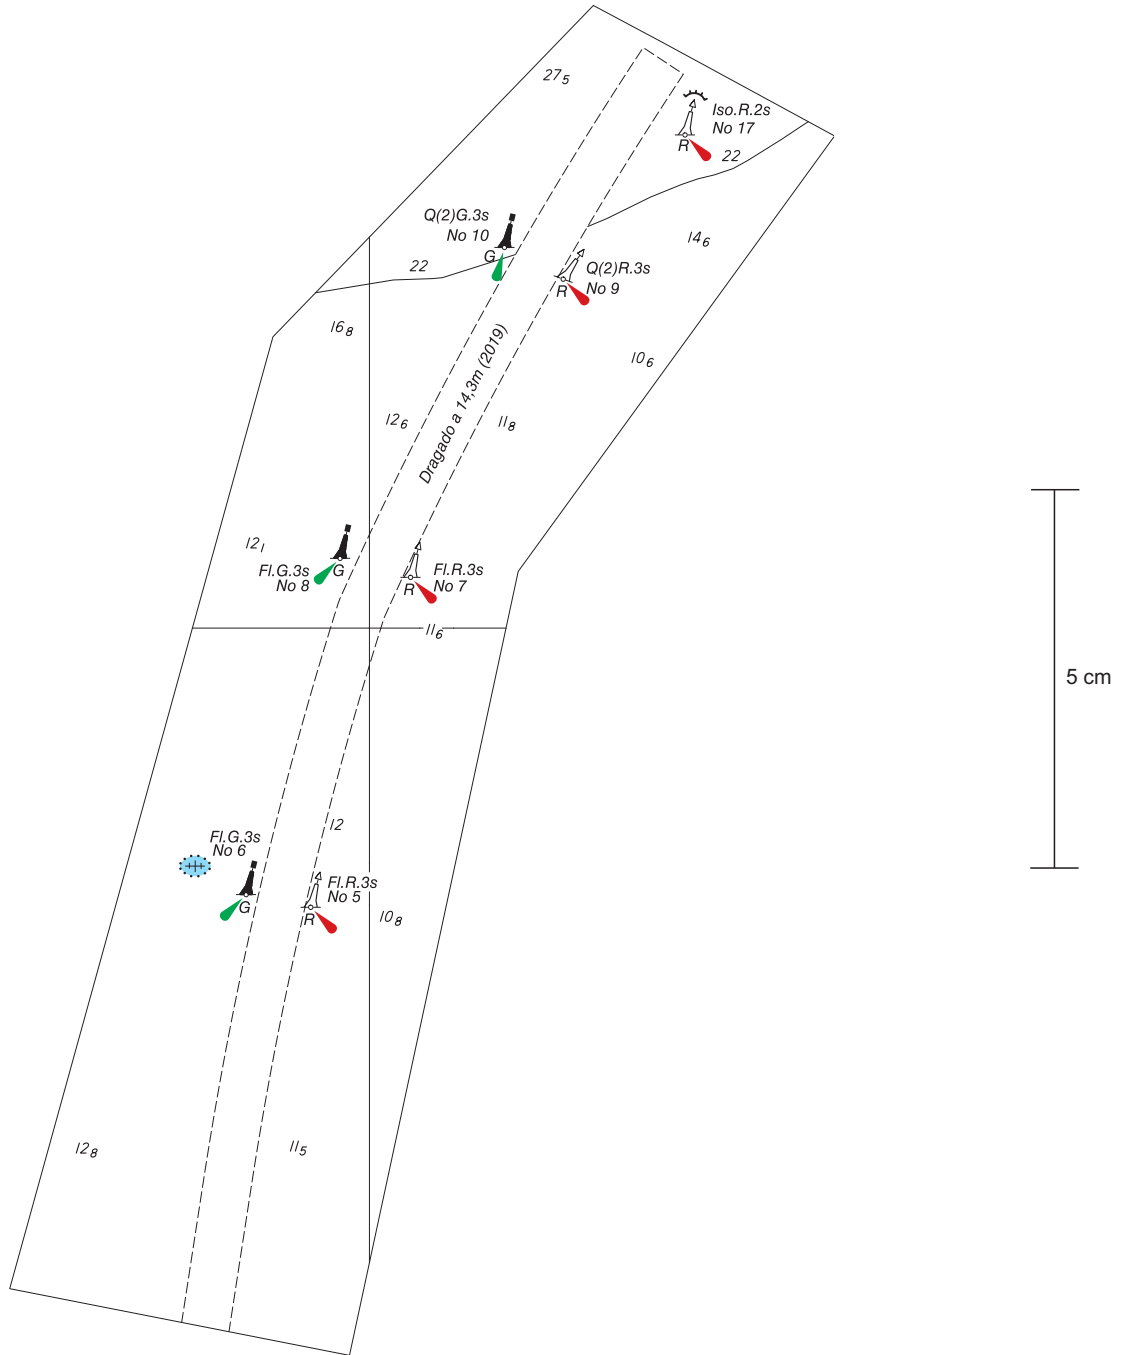 27₅
Iso.R.2s
No 17
R
22
Q(2)G.3s
No 10
G
14₆
22
Q(2)R.3s
No 9
R
16₈
10₆
Dragado a 14,3m (2019)
12₆
11₈
12₁
Fl.G.3s
No 8
G
Fl.R.3s
No 7
R
11₆
5 cm
12
Fl.G.3s
No 6
G
Fl.R.3s
No 5
R
10₈
12₈
11₅